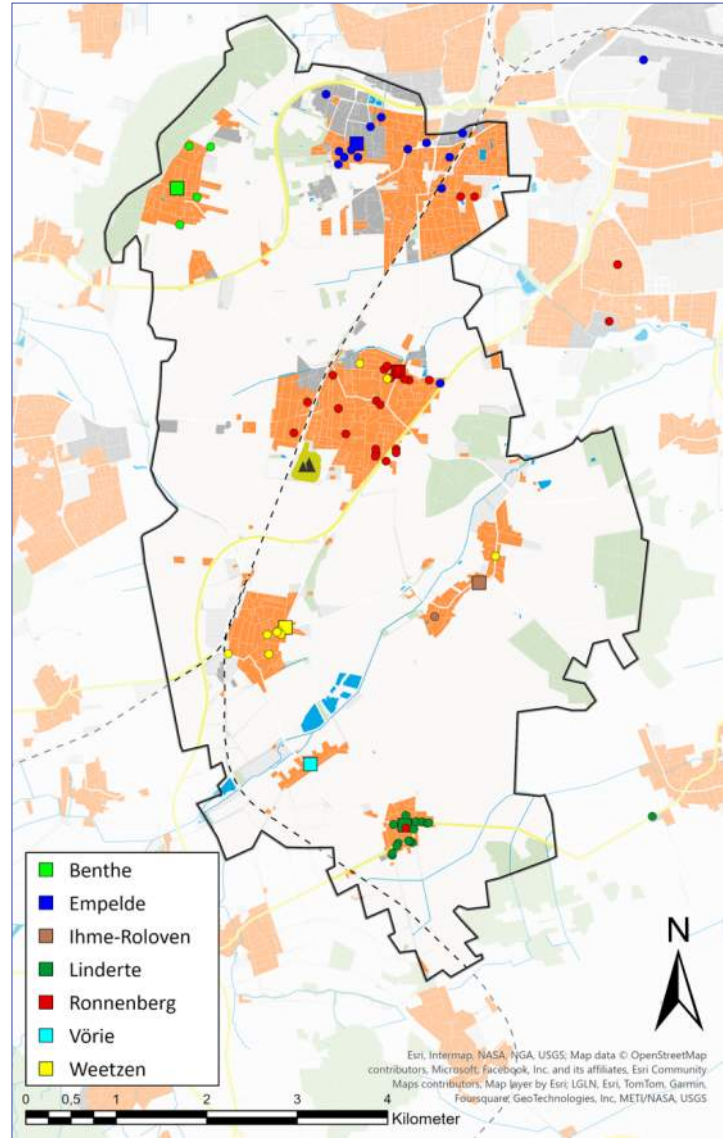 Benthe
Empelde
Ihme-Roloven
Linderte
Ronnenberg
Vörie
Weetzen
N
Esri, Intermap, NASA, NGA, USGS; Map data © OpenStreetMap
contributors, Microsoft, Facebook, Inc. and its affiliates, Esri Community
Maps contributors, Map layer by Esri; LGLN, Esri, TomTom, Garmin,
Foursquare, GeoTechnologies, Inc, METI/NASA, USGS
0 0,5 1 2 3 4
Kilometer